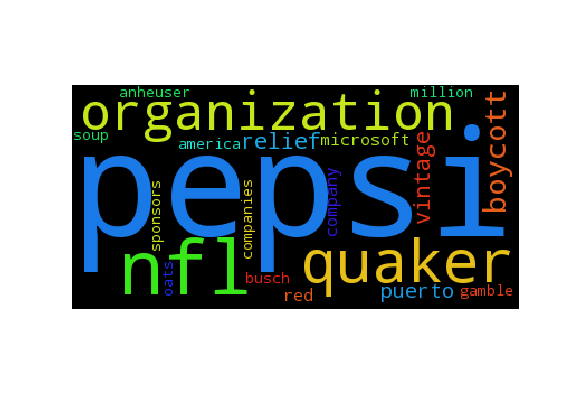 anheuser
million
organization
boycott
soup
america
relief
microsoft
vintage
pepsi
sponsors
companies
company
nfl
quaker
oats
busch
red
puerto
gamble